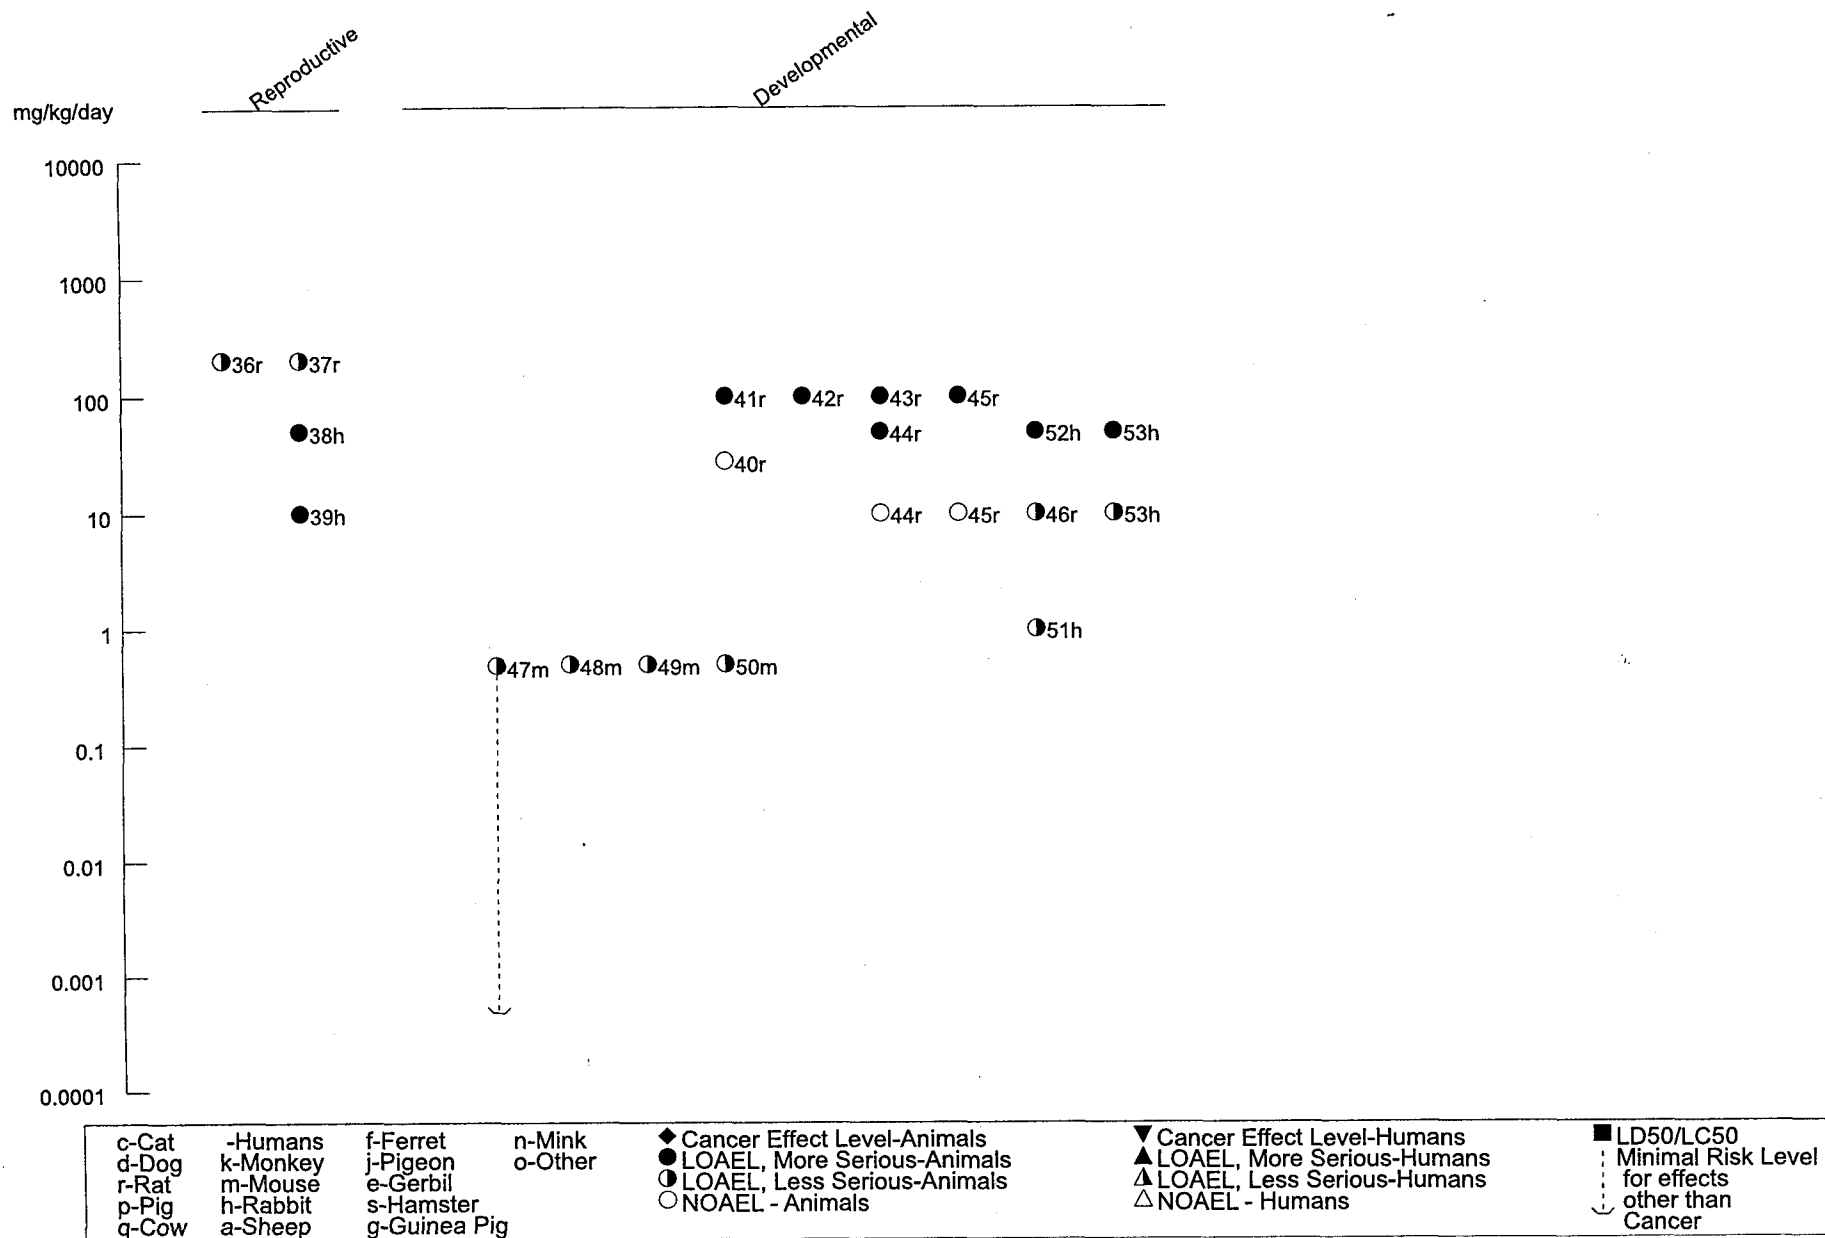 Reproductive
Developmental
mg/kg/day
10000
1000
36r 37r
100
41r 42r 43r 45r
38h
44r 52h 53h
40r
10
39h
44r 45r 46r 53h
1
51h
47m 48m 49m 50m
0.1
0.01
0.001
0.0001
c-Cat -Humans f-Ferret n-Mink
d-Dog k-Monkey j-Pigeon o-Other
r-Rat m-Mouse e-Gerbil
p-Pig h-Rabbit s-Hamster
q-Cow a-Sheep g-Guinea Pig
Cancer Effect Level-Animals
LOAEL, More Serious-Animals
LOAEL, Less Serious-Animals
NOAEL - Animals
Cancer Effect Level-Humans
LOAEL, More Serious-Humans
LOAEL, Less Serious-Humans
NOAEL - Humans
LD50/LC50
Minimal Risk Level
for effects
other than
Cancer